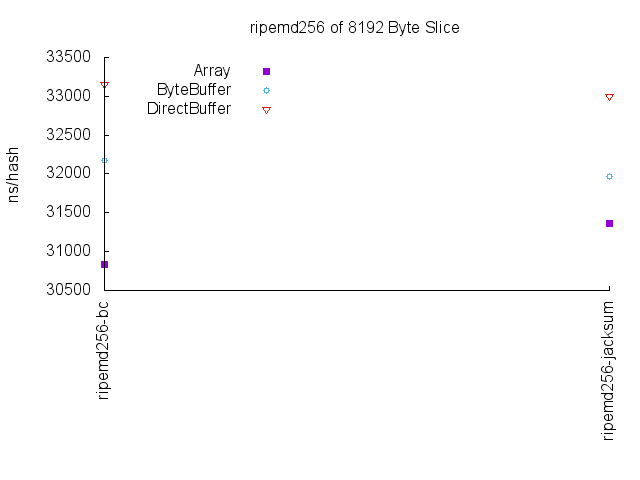 ripemd256 of 8192 Byte Slice
33500
33000
32500
32000
31500
31000
30500
ns/hash
Array
ByteBuffer
DirectBuffer
ripemd256-bc
ripemd256-jacksum